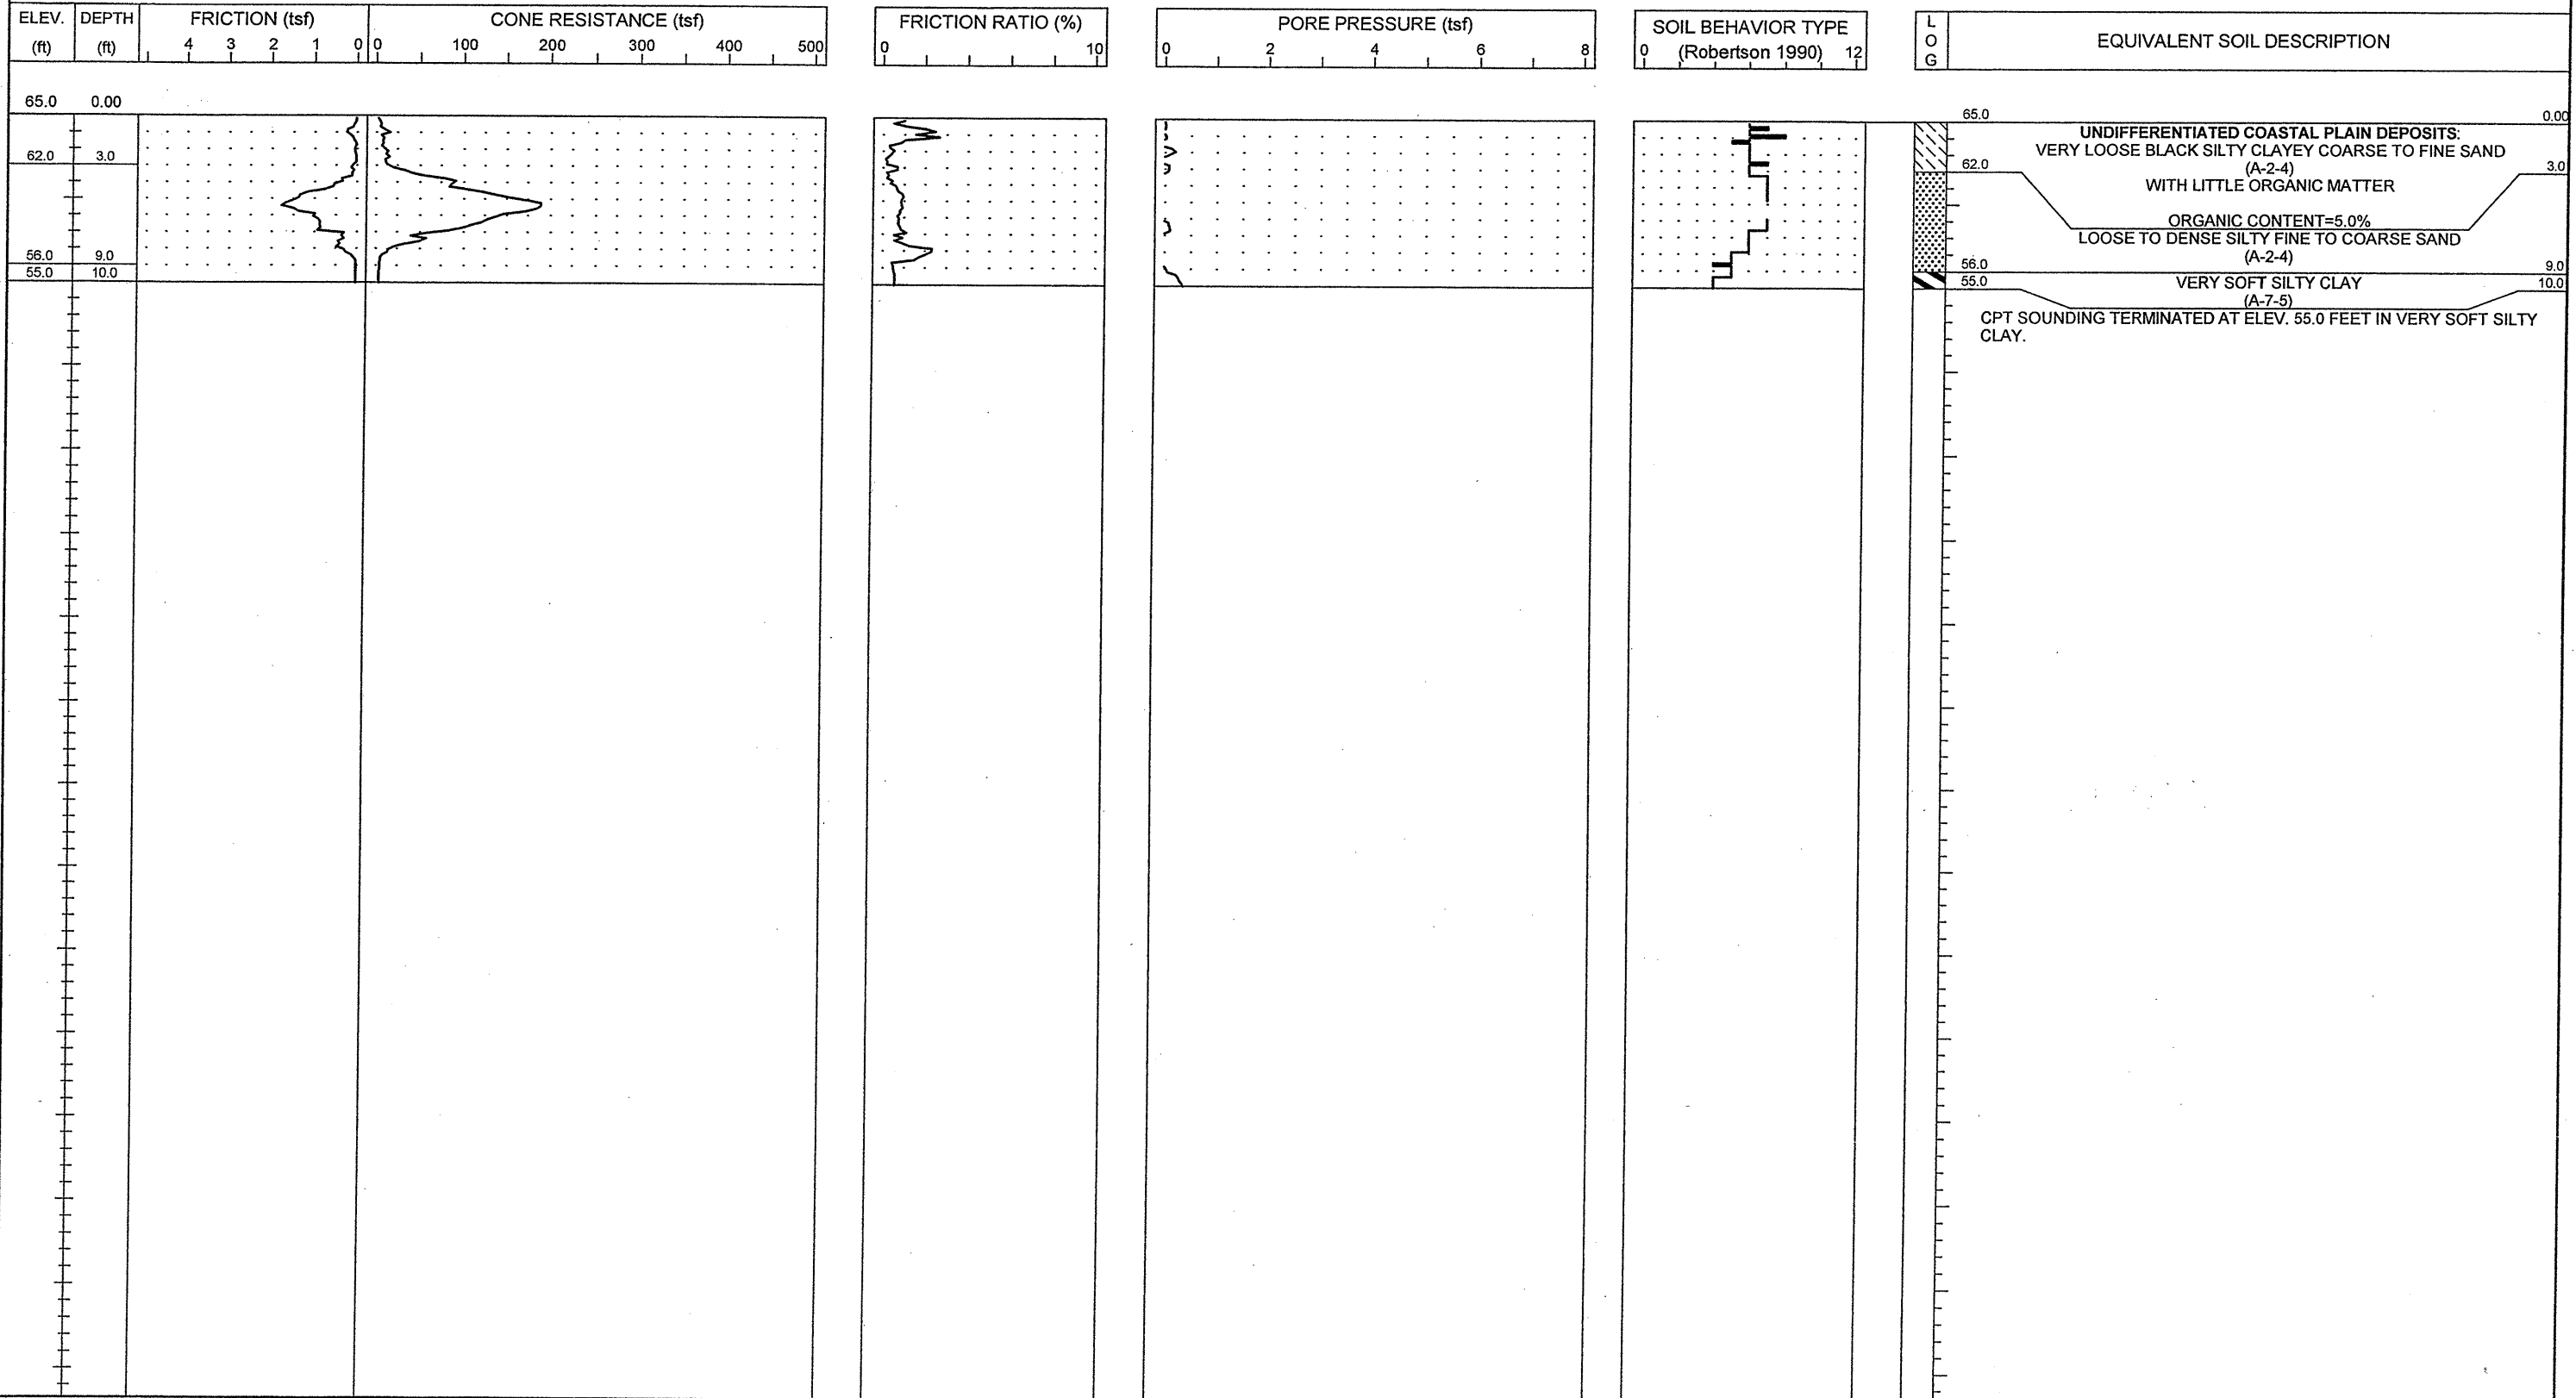 ELEV. DEPTH FRICTION (tsf) CONE RESISTANCE (tsf) FRICTION RATIO (%) PORE PRESSURE (tsf) SOIL BEHAVIOR TYPE L
(ft) (ft) 4 3 2 1 0 0 100 200 300 400 500 0 10 0 2 4 6 8 0 (Robertson 1990) 12 O EQUIVALENT SOIL DESCRIPTION
G
65.0 0.00
65.0 0.00
UNDIFFERENTIATED COASTAL PLAIN DEPOSITS:
VERY LOOSE BLACK SILTY CLAYEY COARSE TO FINE SAND
62.0 3.0
62.0 (A-2-4) 3.0
WITH LITTLE ORGANIC MATTER
ORGANIC CONTENT=5.0%
LOOSE TO DENSE SILTY FINE TO COARSE SAND
56.0 9.0
(A-2-4)
56.0 9.0
55.0 10.0
55.0 VERY SOFT SILTY CLAY 10.0
(A-7-5)
CPT SOUNDING TERMINATED AT ELEV. 55.0 FEET IN VERY SOFT SILTY
CLAY.